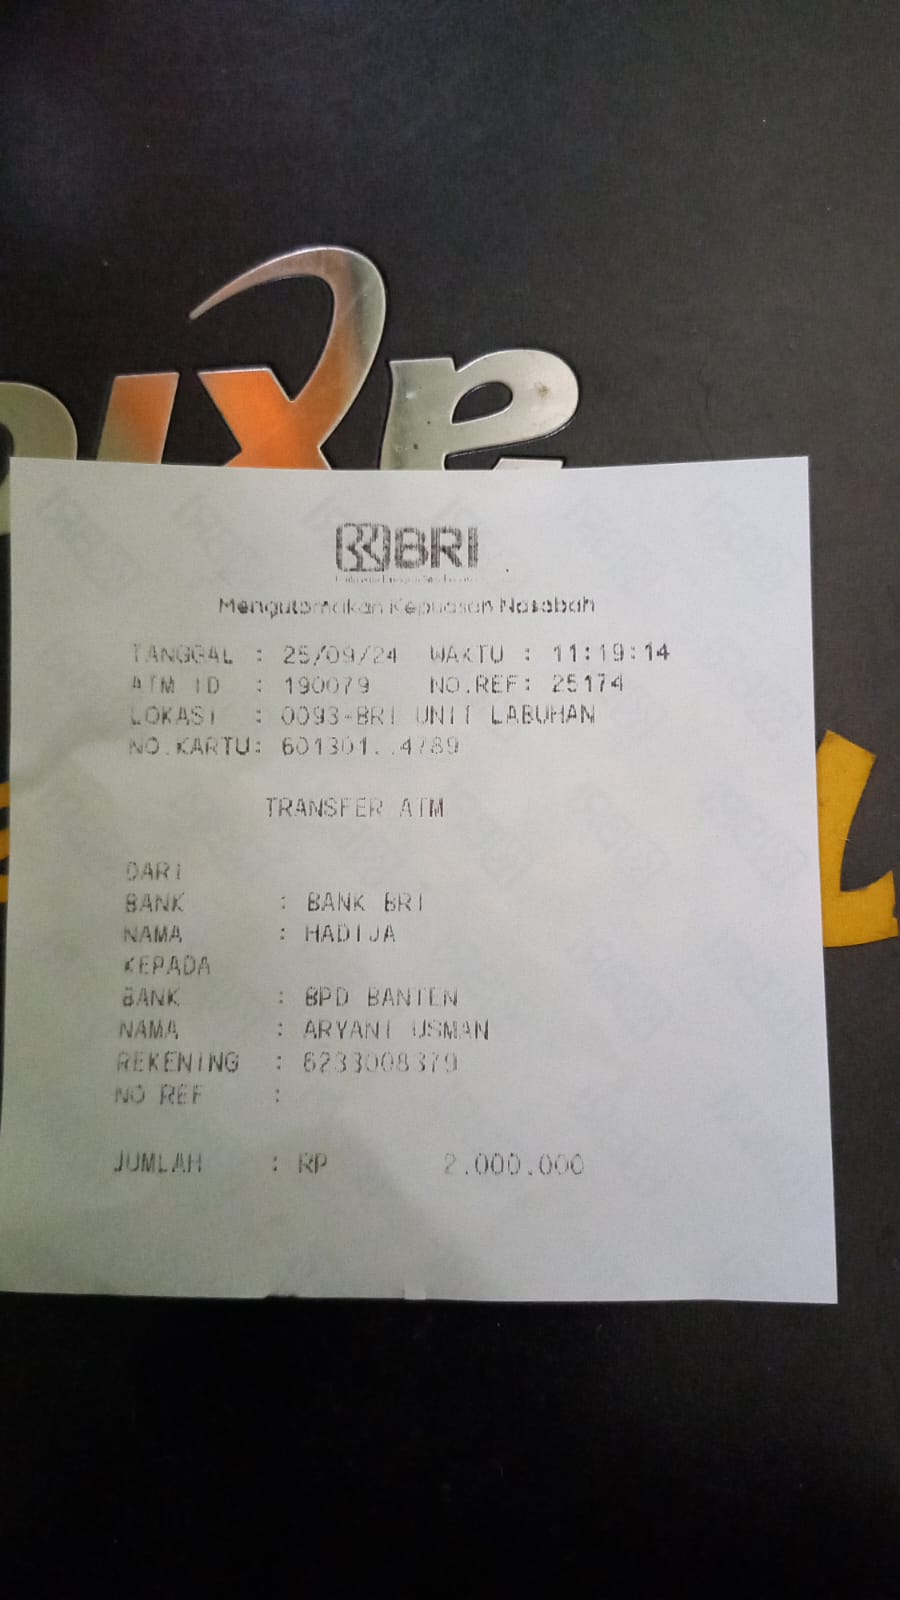 BRI
Mengutamakan Kepuasan Nasabah
TANGGAL : 25/09/24 WAKTU : 11:19:14
ATM ID : 190079 NO.REF: 25174
LOKASI : 0093-BRI UNIT LABUHAN
NO.KARTU: 601301..4789
TRANSFER ATM
DARI
BANK : BANK BRI
NAMA : HADIJA
KEPADA
BANK : BPD BANTEN
NAMA : ARYANI USMAN
REKENING : 6233008379
NO REF :
JUMLAH : RP 2.000.000